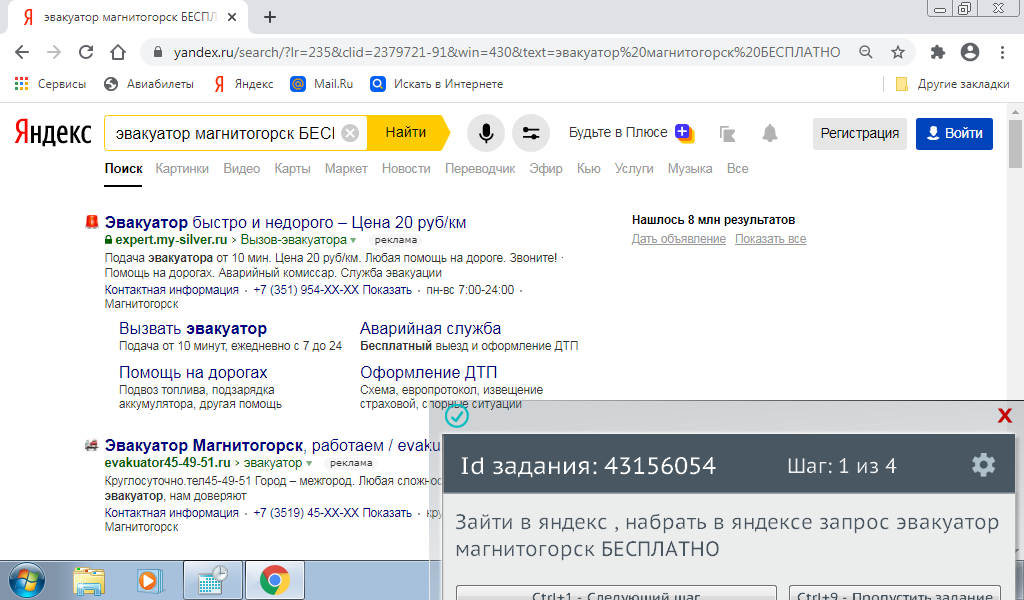 эвакуатор магнитогорск БЕСПЛ
yandex.ru/search/?lr=235&clid=2379721-91&win=430&text=эвакуатор%20магнитогорск%20БЕСПЛАТНО
Сервисы Авиабилеты Яндекс Mail.Ru Искать в Интернете Другие закладки
Яндекс эвакуатор магнитогорск БЕСІ Найти Будьте в Плюсе Регистрация Войти
Поиск Картинки Видео Карты Маркет Новости Переводчик Эфир Кью Услуги Музыка Все
Эвакуатор быстро и недорого – Цена 20 руб/км
expert.my-silver.ru › Вызов-эвакуатора реклама
Подача эвакуатора от 10 мин. Цена 20 руб/км. Любая помощь на дороге. Звоните! ·
Помощь на дорогах. Аварийный комиссар. Служба эвакуации
Контактная информация · +7 (351) 954-XX-XX Показать · пн-вс 7:00-24:00 ·
Магнитогорск
Нашлось 8 млн результатов
Дать объявление Показать все
Вызвать эвакуатор
Подача от 10 минут, ежедневно с 7 до 24
Аварийная служба
Бесплатный выезд и оформление ДТП
Помощь на дорогах
Подвоз топлива, подзарядка
аккумулятора, другая помощь
Оформление ДТП
Схема, европротокол, извещение
страховой, спорные ситуации
Эвакуатор Магнитогорск, работаем / evaku
evakuator45-49-51.ru › эвакуатор реклама
Круглосуточно.тел45-49-51 Город – межгород. Любая сложнос
эвакуатор, нам доверяют
Контактная информация · +7 (3519) 45-XX-XX Показать · кру
Магнитогорск
X
Id задания: 43156054 Шаг: 1 из 4
Зайти в яндекс , набрать в яндексе запрос эвакуатор
магнитогорск БЕСПЛАТНО
Ctrl+1 - Следующий шаг Ctrl+9 - Пропустить задание